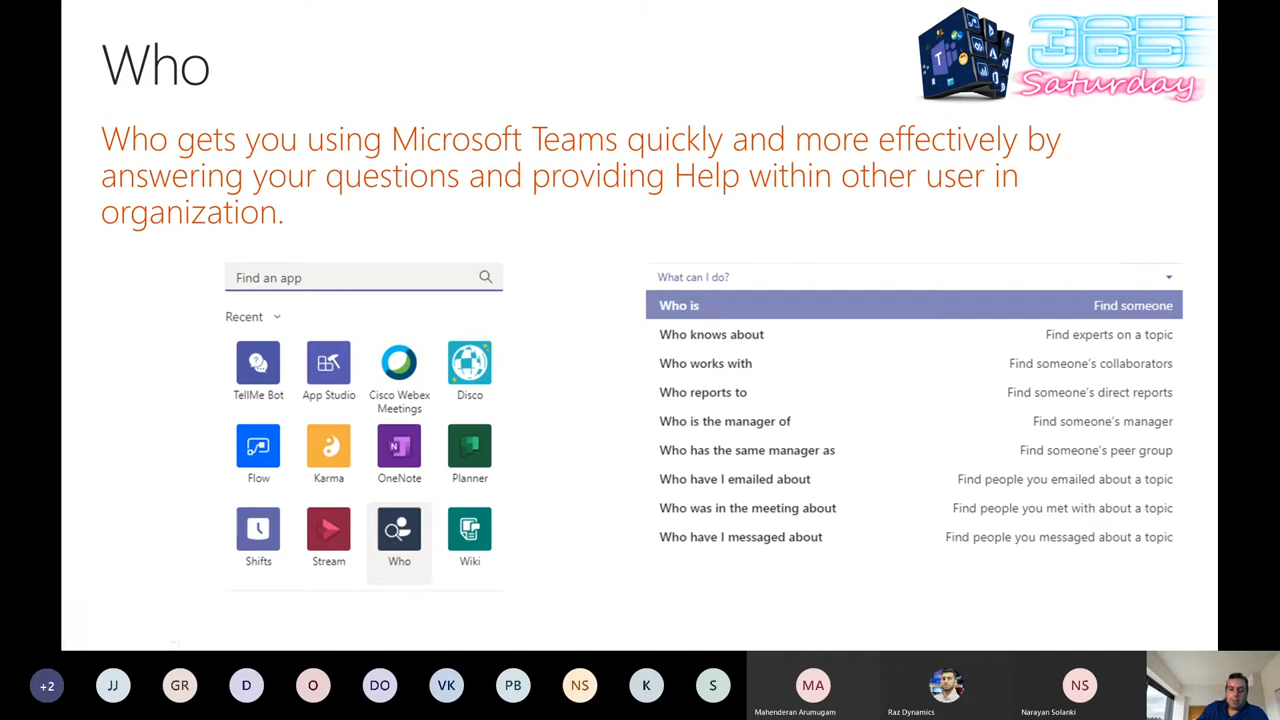 Who
365
Saturday
Who gets you using Microsoft Teams quickly and more effectively by
answering your questions and providing Help within other user in
organization.
Find an app
Recent
TellMe Bot
App Studio
Cisco Webex
Meetings
Disco
Flow
Karma
OneNote
Planner
Shifts
Stream
Who
Wiki
What can I do?
Who is Find someone
Who knows about Find experts on a topic
Who works with Find someone's collaborators
Who reports to Find someone's direct reports
Who is the manager of Find someone's manager
Who has the same manager as Find someone's peer group
Who have I emailed about Find people you emailed about a topic
Who was in the meeting about Find people you met with about a topic
Who have I messaged about Find people you messaged about a topic
+2
JJ
GR
D
O
DO
VK
PB
NS
K
S
MA
Mahenderan Arumugam
Raz Dynamics
NS
Narayan Solanki